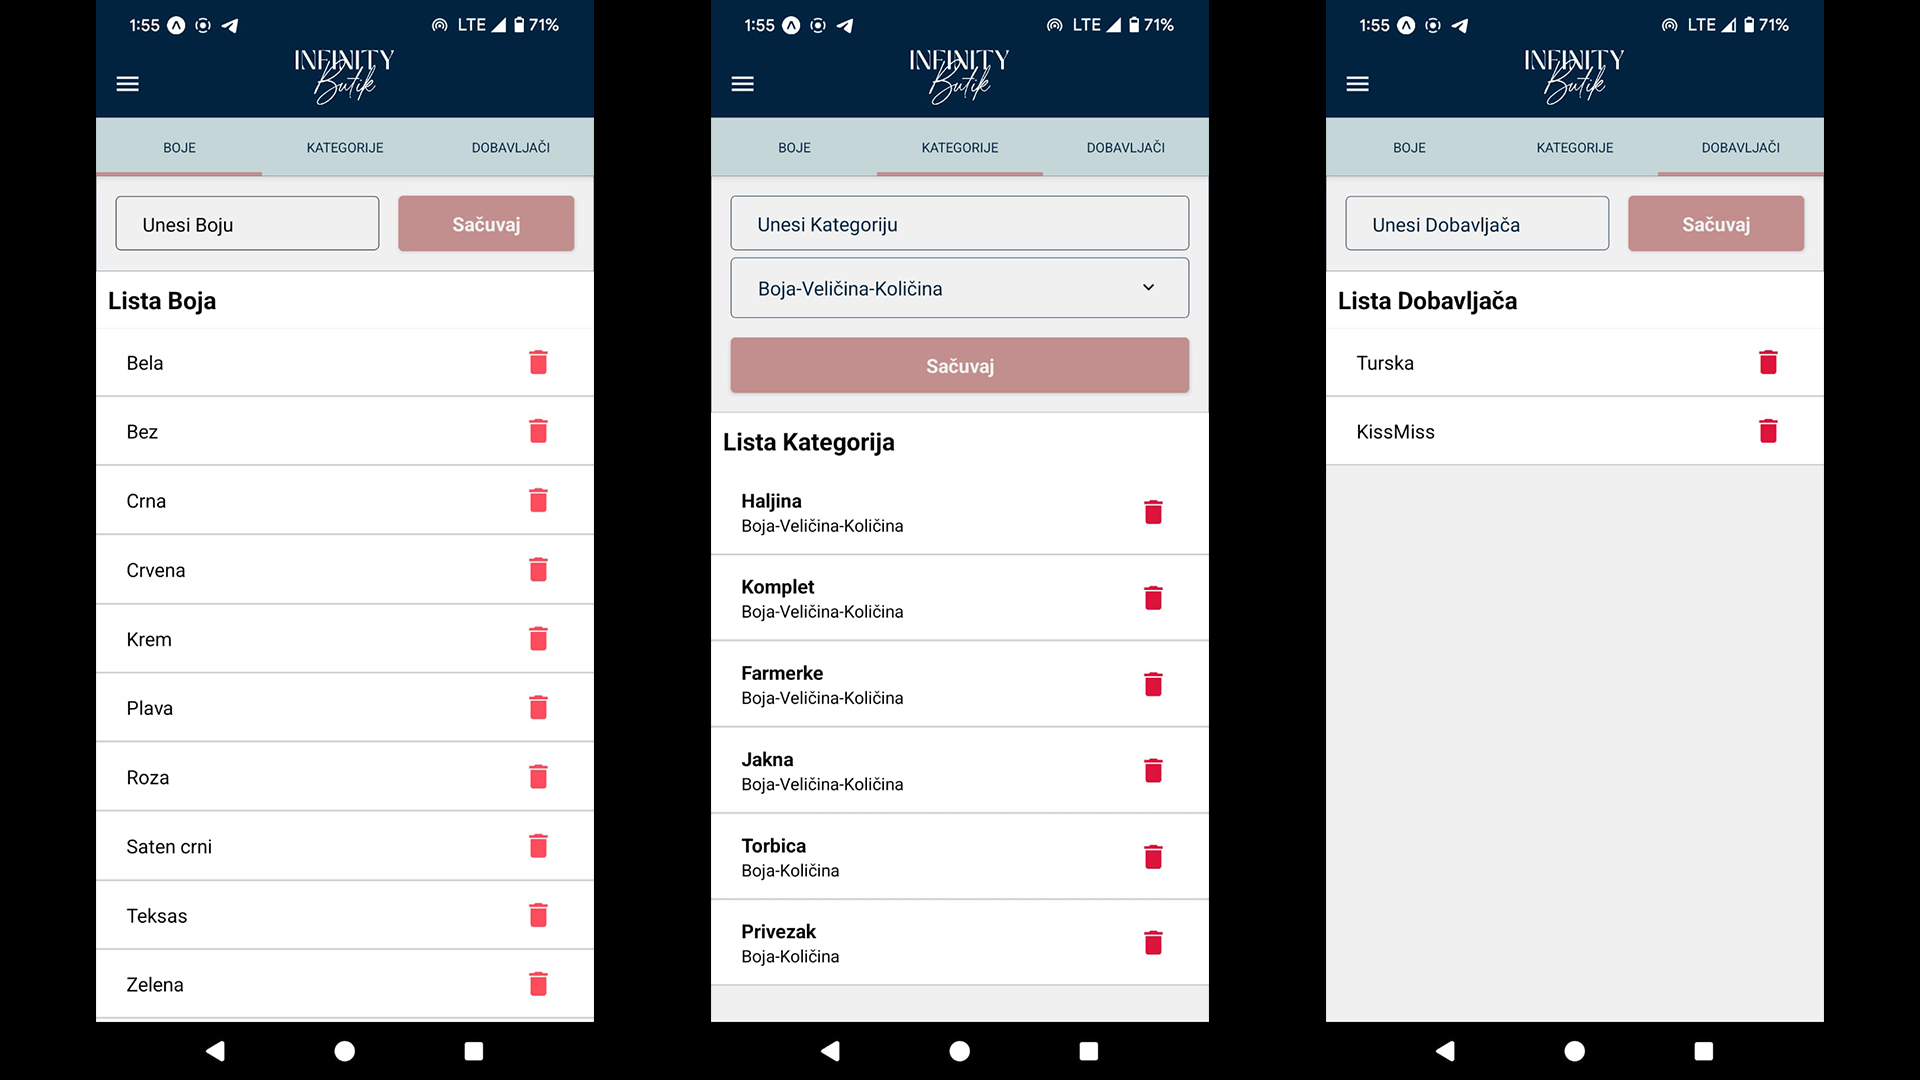 1:55 LTE 71%
INFINITY
Butik
BOJE KATEGORIJE DOBAVLJAČI
Unesi Boju Sačuvaj
Lista Boja
Bela
Bez
Crna
Crvena
Krem
Plava
Roza
Saten crni
Teksas
Zelena
1:55 LTE 71%
INFINITY
Butik
BOJE KATEGORIJE DOBAVLJAČI
Unesi Kategoriju
Boja-Veličina-Količina
Sačuvaj
Lista Kategorija
Haljina
Boja-Veličina-Količina
Komplet
Boja-Veličina-Količina
Farmerke
Boja-Veličina-Količina
Jakna
Boja-Veličina-Količina
Torbica
Boja-Količina
Privezak
Boja-Količina
1:55 LTE 71%
INFINITY
Butik
BOJE KATEGORIJE DOBAVLJAČI
Unesi Dobavljača Sačuvaj
Lista Dobavljača
Turska
KissMiss